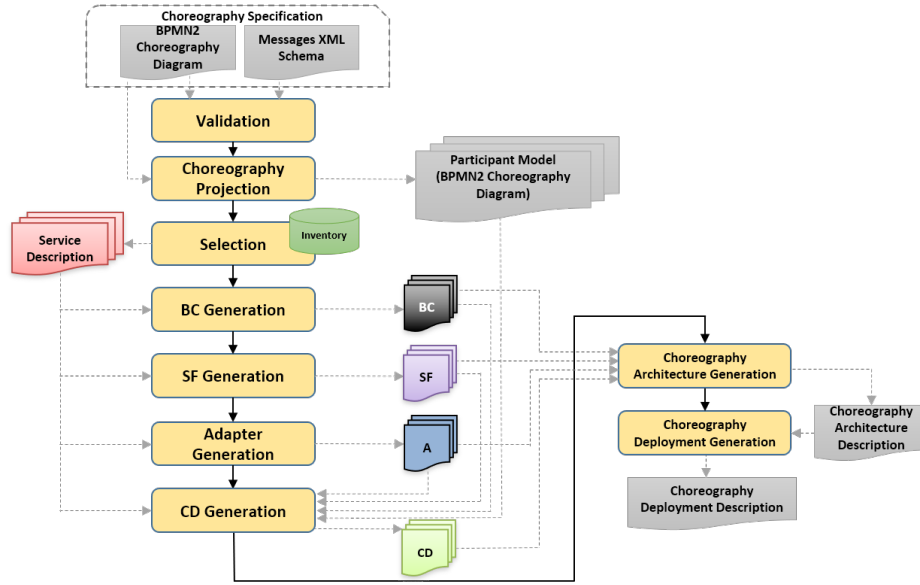 Choreography Specification
BPMN2
Choreography
Diagram
Messages XML
Schema
Validation
Choreography
Projection
Participant Model
(BPMN2 Choreography
Diagram)
Selection
Inventory
Service
Description
BC Generation
BC
SF Generation
SF
Adapter
Generation
A
CD Generation
CD
Choreography
Architecture Generation
Choreography
Deployment Generation
Choreography
Architecture
Description
Choreography
Deployment Description